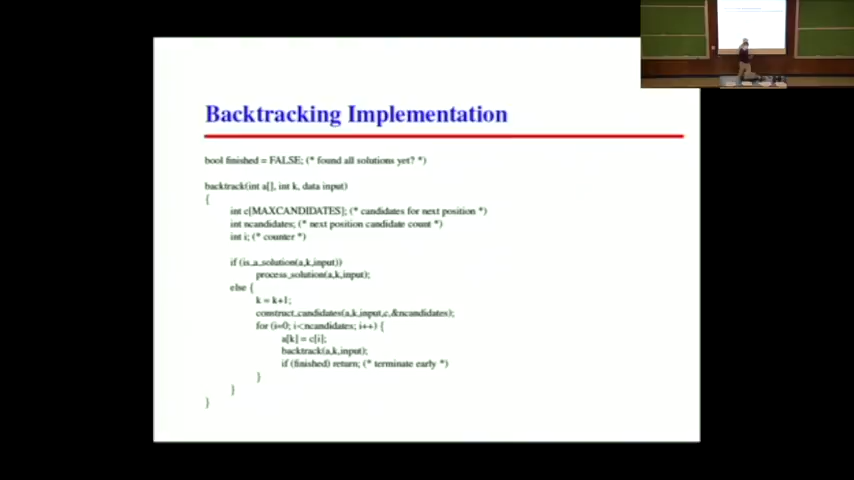 Backtracking Implementation
bool finished = FALSE; (* found all solutions yet? *)
backtrack(int a[], int k, data input)
{
int c[MAXCANDIDATES]; (* candidates for next position *)
int ncandidates; (* next position candidate count *)
int i; (* counter *)
if (is_a_solution(a,k,input))
process_solution(a,k,input);
else {
k = k+1;
construct_candidates(a,k,input,c,&ncandidates);
for (i=0; i<ncandidates; i++) {
a[k] = c[i];
backtrack(a,k,input);
if (finished) return; (* terminate early *)
}
}
}